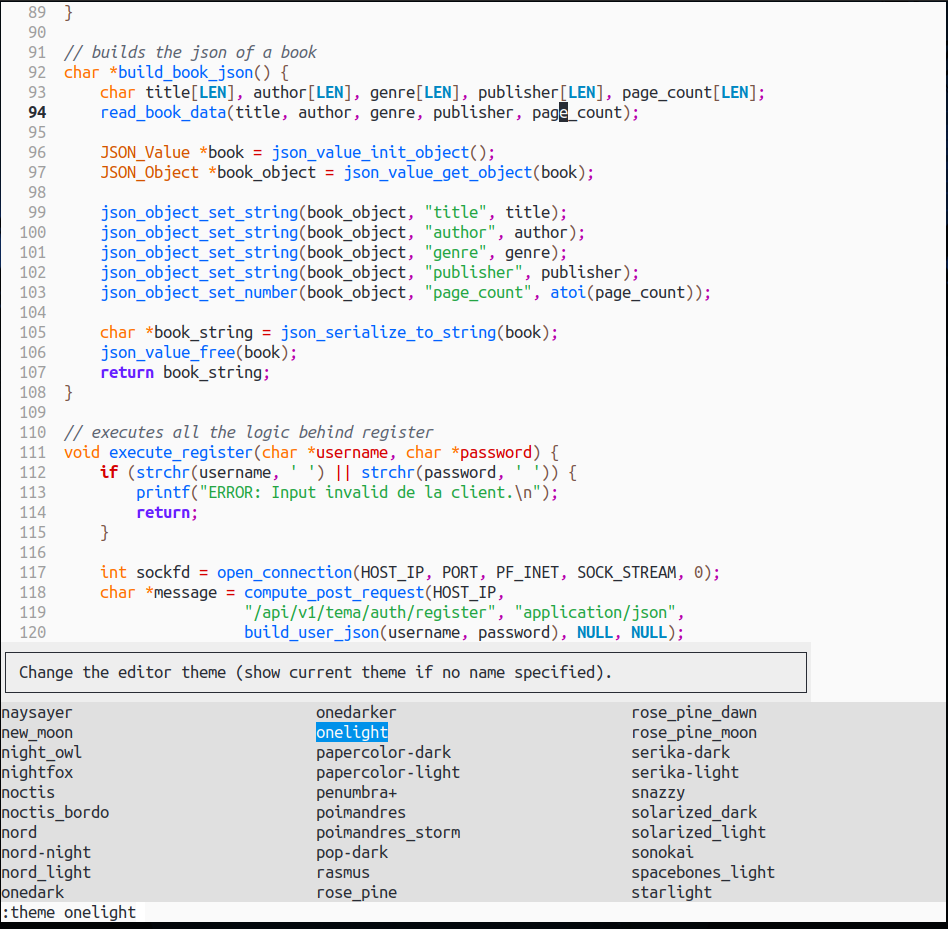 89 }
90
91 // builds the json of a book
92 char *build_book_json() {
93     char title[LEN], author[LEN], genre[LEN], publisher[LEN], page_count[LEN];
94     read_book_data(title, author, genre, publisher, page_count);
95
96     JSON_Value *book = json_value_init_object();
97     JSON_Object *book_object = json_value_get_object(book);
98
99     json_object_set_string(book_object, "title", title);
100     json_object_set_string(book_object, "author", author);
101     json_object_set_string(book_object, "genre", genre);
102     json_object_set_string(book_object, "publisher", publisher);
103     json_object_set_number(book_object, "page_count", atoi(page_count));
104
105     char *book_string = json_serialize_to_string(book);
106     json_value_free(book);
107     return book_string;
108 }
109
110 // executes all the logic behind register
111 void execute_register(char *username, char *password) {
112     if (strchr(username, ' ') || strchr(password, ' ')) {
113         printf("ERROR: Input invalid de la client.\n");
114         return;
115     }
116
117     int sockfd = open_connection(HOST_IP, PORT, PF_INET, SOCK_STREAM, 0);
118     char *message = compute_post_request(HOST_IP,
119                     "/api/v1/tema/auth/register", "application/json",
120                     build_user_json(username, password), NULL, NULL);
Change the editor theme (show current theme if no name specified).
naysayer onedarker rose_pine_dawn
new_moon onelight rose_pine_moon
night_owl papercolor-dark serika-dark
nightfox papercolor-light serika-light
noctis penumbra+ snazzy
noctis_bordo poimandres solarized_dark
nord poimandres_storm solarized_light
nord-night pop-dark sonokai
nord_light rasmus spacebones_light
onedark rose_pine starlight
:theme onelight